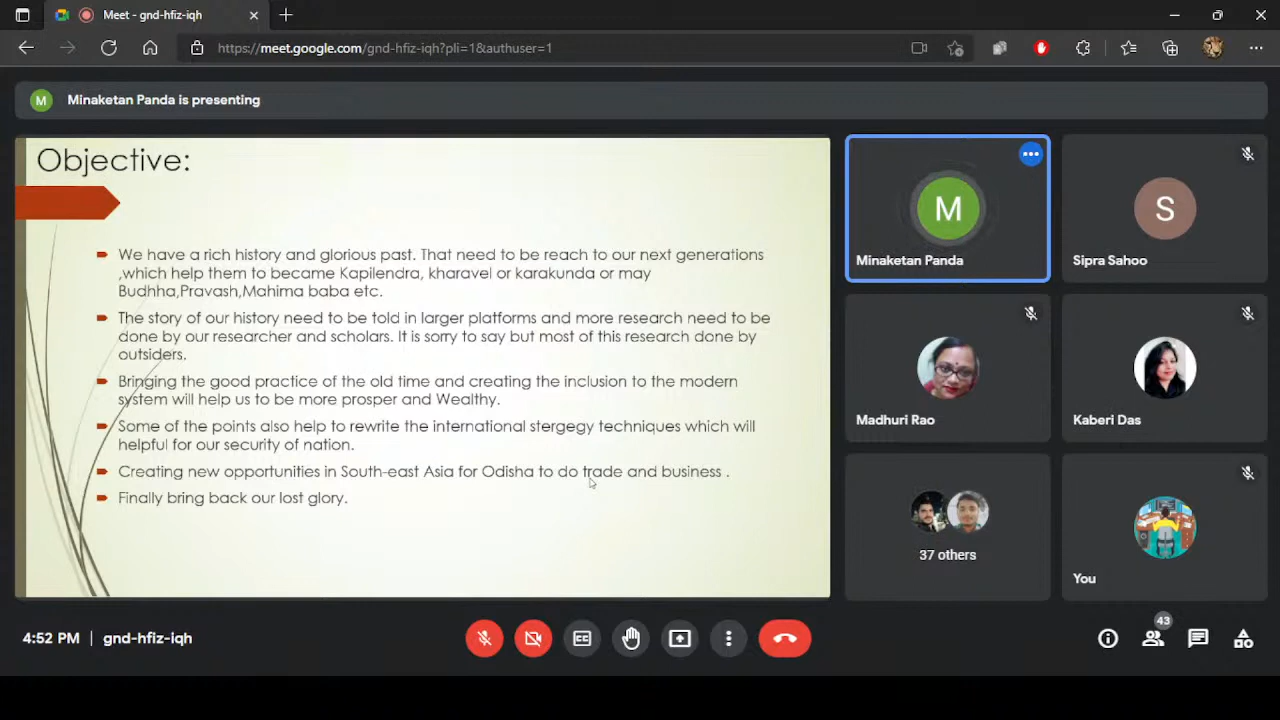 Meet - gnd-hfiz-iqh
https://meet.google.com/gnd-hfiz-iqh?pli=1&authuser=1
M
Minaketan Panda is presenting
Objective:
We have a rich history and glorious past. That need to be reach to our next generations
,which help them to became Kapilendra, kharavel or karakunda or may
Budhha,Pravash,Mahima baba etc.
The story of our history need to be told in larger platforms and more research need to be
done by our researcher and scholars. It is sorry to say but most of this research done by
outsiders.
Bringing the good practice of the old time and creating the inclusion to the modern
system will help us to be more prosper and Wealthy.
Some of the points also help to rewrite the international stergegy techniques which will
helpful for our security of nation.
Creating new opportunities in South-east Asia for Odisha to do trade and business .
Finally bring back our lost glory.
M
Minaketan Panda
S
Sipra Sahoo
Madhuri Rao
Kaberi Das
37 others
You
4:52 PM | gnd-hfiz-iqh
CC
43